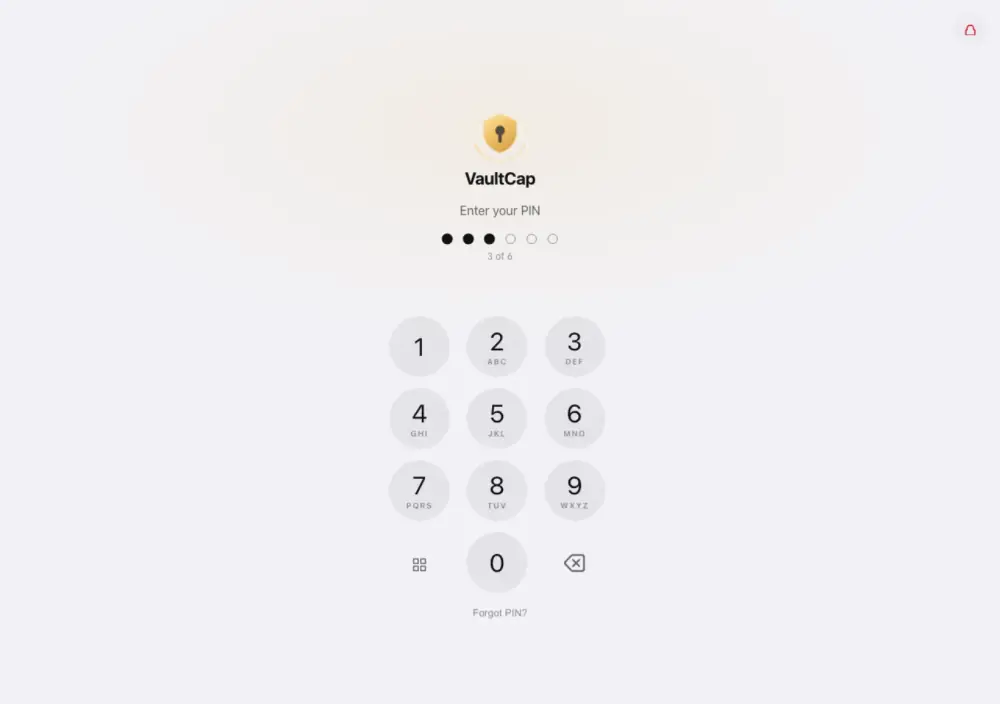 VaultCap
Enter your PIN
3 of 6
1
2
3
ABC
DEF
4
5
6
GHI
JKL
MNO
7
8
9
PQRS
TUV
WXYZ
0
Forgot PIN?